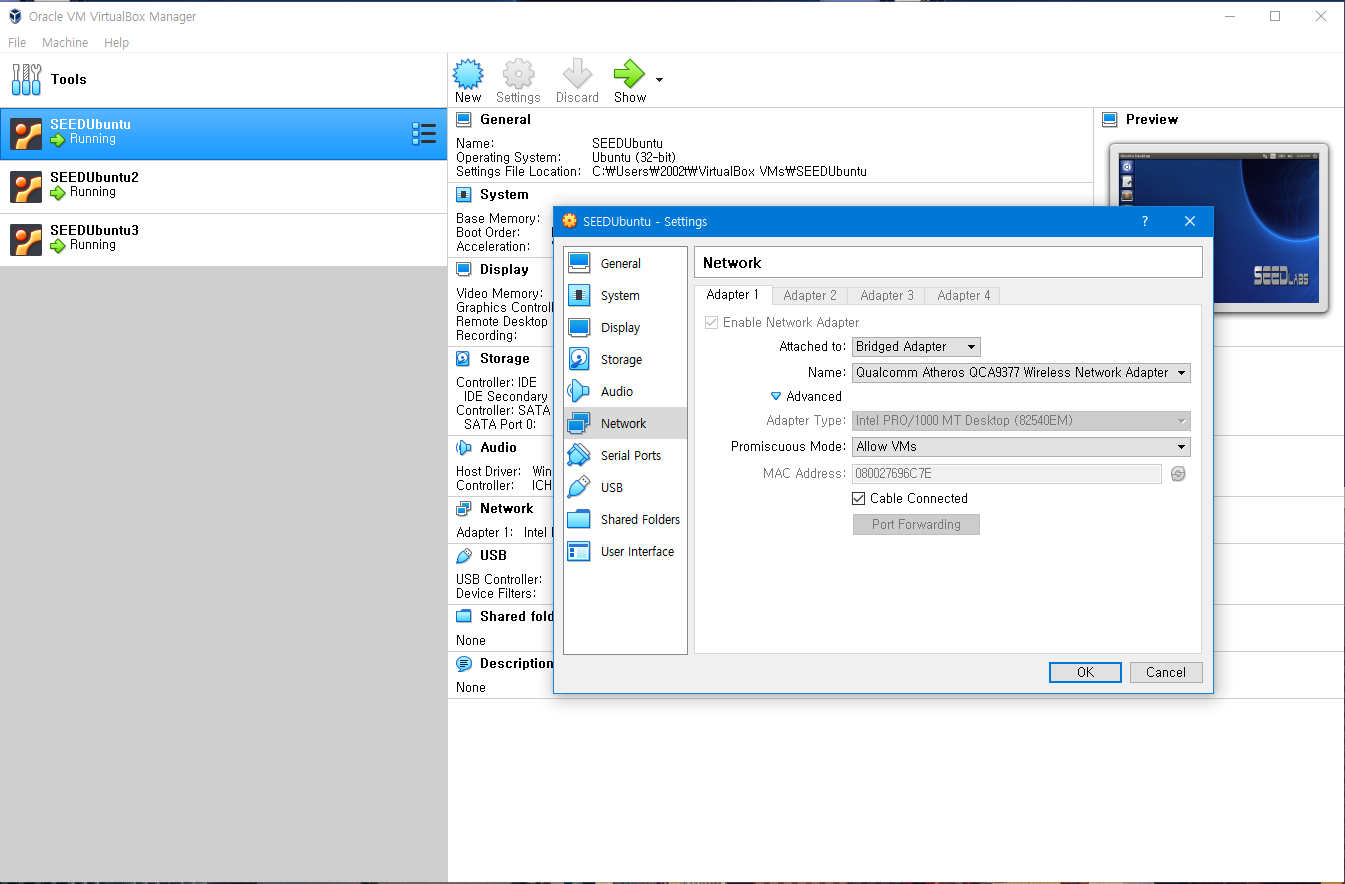 Oracle VM VirtualBox Manager
File Machine Help
Tools
New Settings Discard Show
SEEDUbuntu
Running
SEEDUbuntu2
Running
SEEDUbuntu3
Running
General
Name: SEEDUbuntu
Operating System: Ubuntu (32-bit)
Settings File Location: C:₩Users₩2002t₩VirtualBox VMs₩SEEDUbuntu
System
Base Memory:
Boot Order:
Acceleration:
Display
Video Memory:
Graphics Controll
Remote Desktop
Recording:
Storage
Controller: IDE
IDE Secondary
Controller: SATA
SATA Port 0:
Audio
Host Driver: Win
Controller: ICH
Network
Adapter 1: Intel
USB
USB Controller:
Device Filters:
Shared fold
None
Description
None
Preview
SEEDLABS
SEEDUbuntu - Settings
?
General
System
Display
Storage
Audio
Network
Serial Ports
USB
Shared Folders
User Interface
Network
Adapter 1 Adapter 2 Adapter 3 Adapter 4
Enable Network Adapter
Attached to: Bridged Adapter
Name: Qualcomm Atheros QCA9377 Wireless Network Adapter
Advanced
Adapter Type: Intel PRO/1000 MT Desktop (82540EM)
Promiscuous Mode: Allow VMs
MAC Address: 080027696C7E
Cable Connected
Port Forwarding
OK Cancel